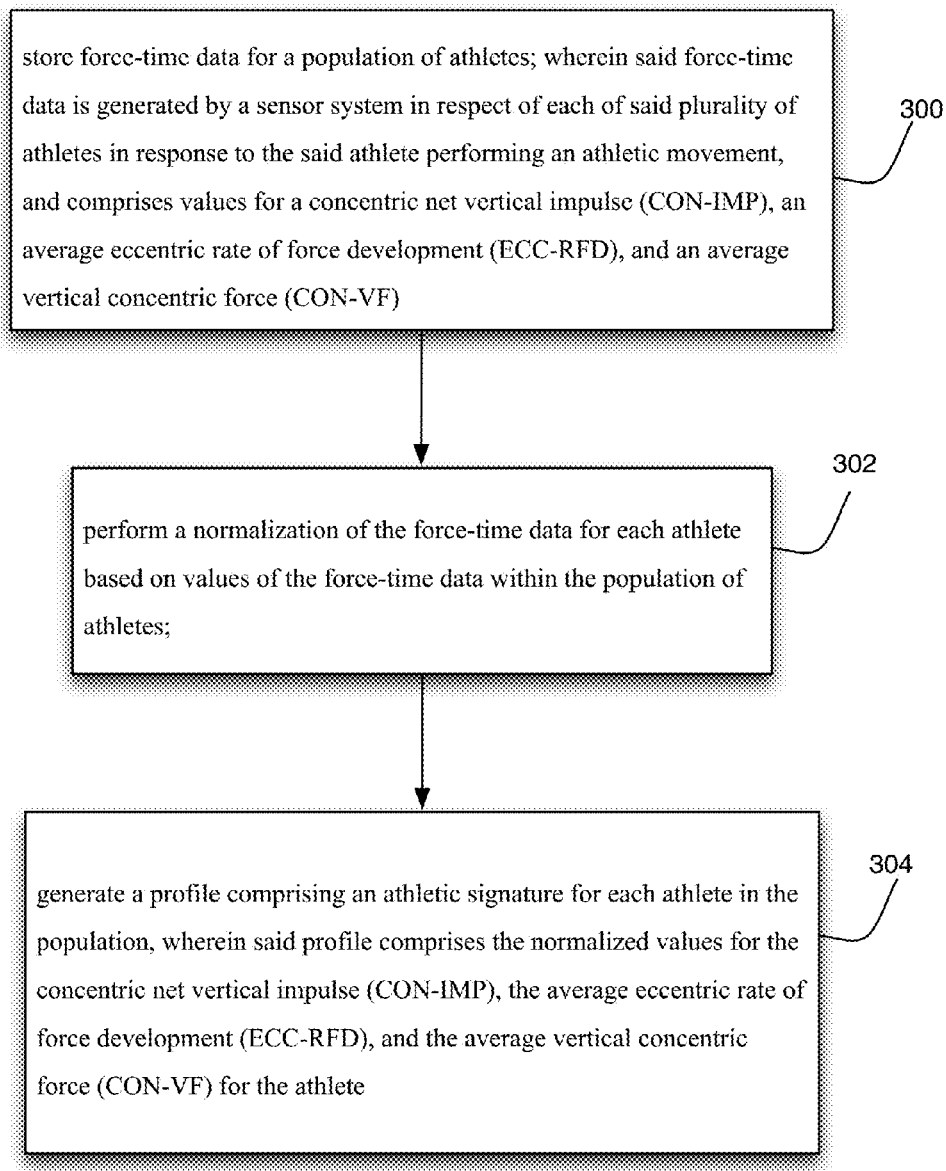 store force-time data for a population of athletes; wherein said force-time
data is generated by a sensor system in respect of each of said plurality of
athletes in response to the said athlete performing an athletic movement,
and comprises values for a concentric net vertical impulse (CON-IMP), an
average eccentric rate of force development (ECC-RFD), and an average
vertical concentric force (CON-VF)
300
302
perform a normalization of the force-time data for each athlete
based on values of the force-time data within the population of
athletes;
304
generate a profile comprising an athletic signature for each athlete in the
population, wherein said profile comprises the normalized values for the
concentric net vertical impulse (CON-IMP), the average eccentric rate of
force development (ECC-RFD), and the average vertical concentric
force (CON-VF) for the athlete